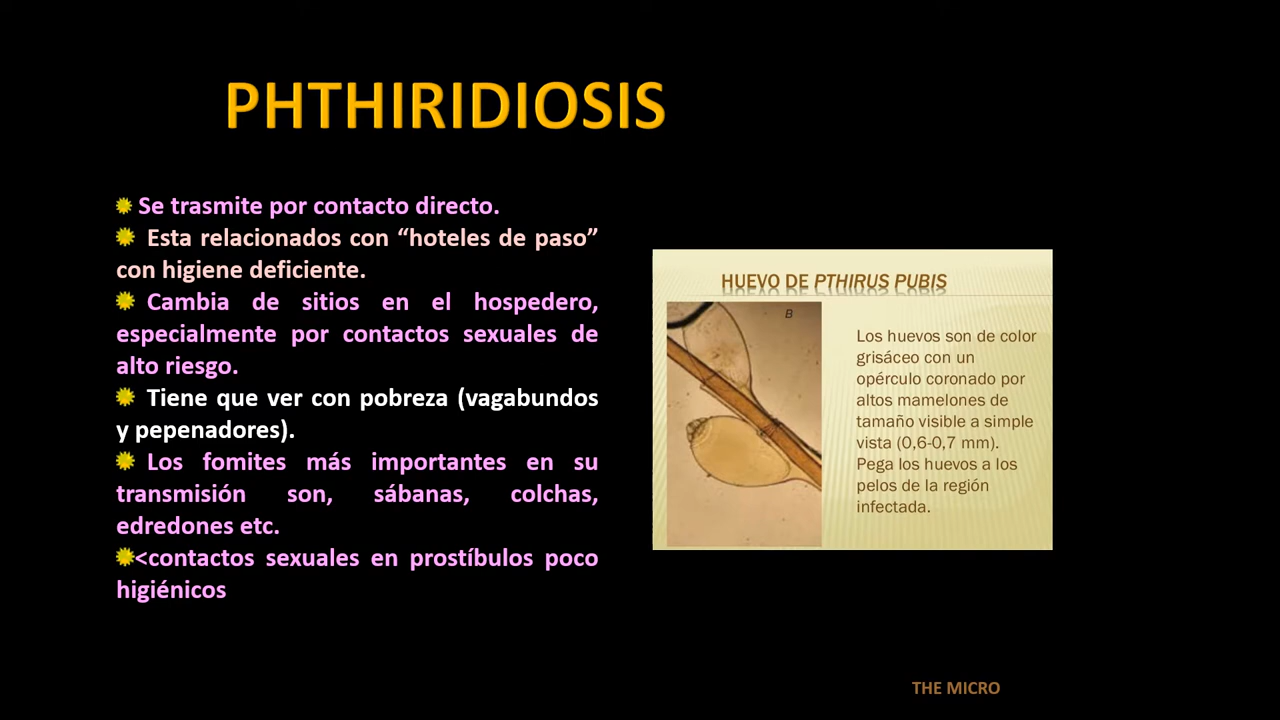 PHTHIRIDIOSIS
Se trasmite por contacto directo.
Esta relacionados con “hoteles de paso”
con higiene deficiente.
Cambia de sitios en el hospedero,
especialmente por contactos sexuales de
alto riesgo.
Tiene que ver con pobreza (vagabundos
y pepenadores).
Los fomites más importantes en su
transmisión son, sábanas, colchas,
edredones etc.
<contactos sexuales en prostíbulos poco
higiénicos
HUEVO DE PTHIRUS PUBIS
B
Los huevos son de color
grisáceo con un
opérculo coronado por
altos mamelones de
tamaño visible a simple
vista (0,6-0,7 mm).
Pega los huevos a los
pelos de la región
infectada.
THE MICRO